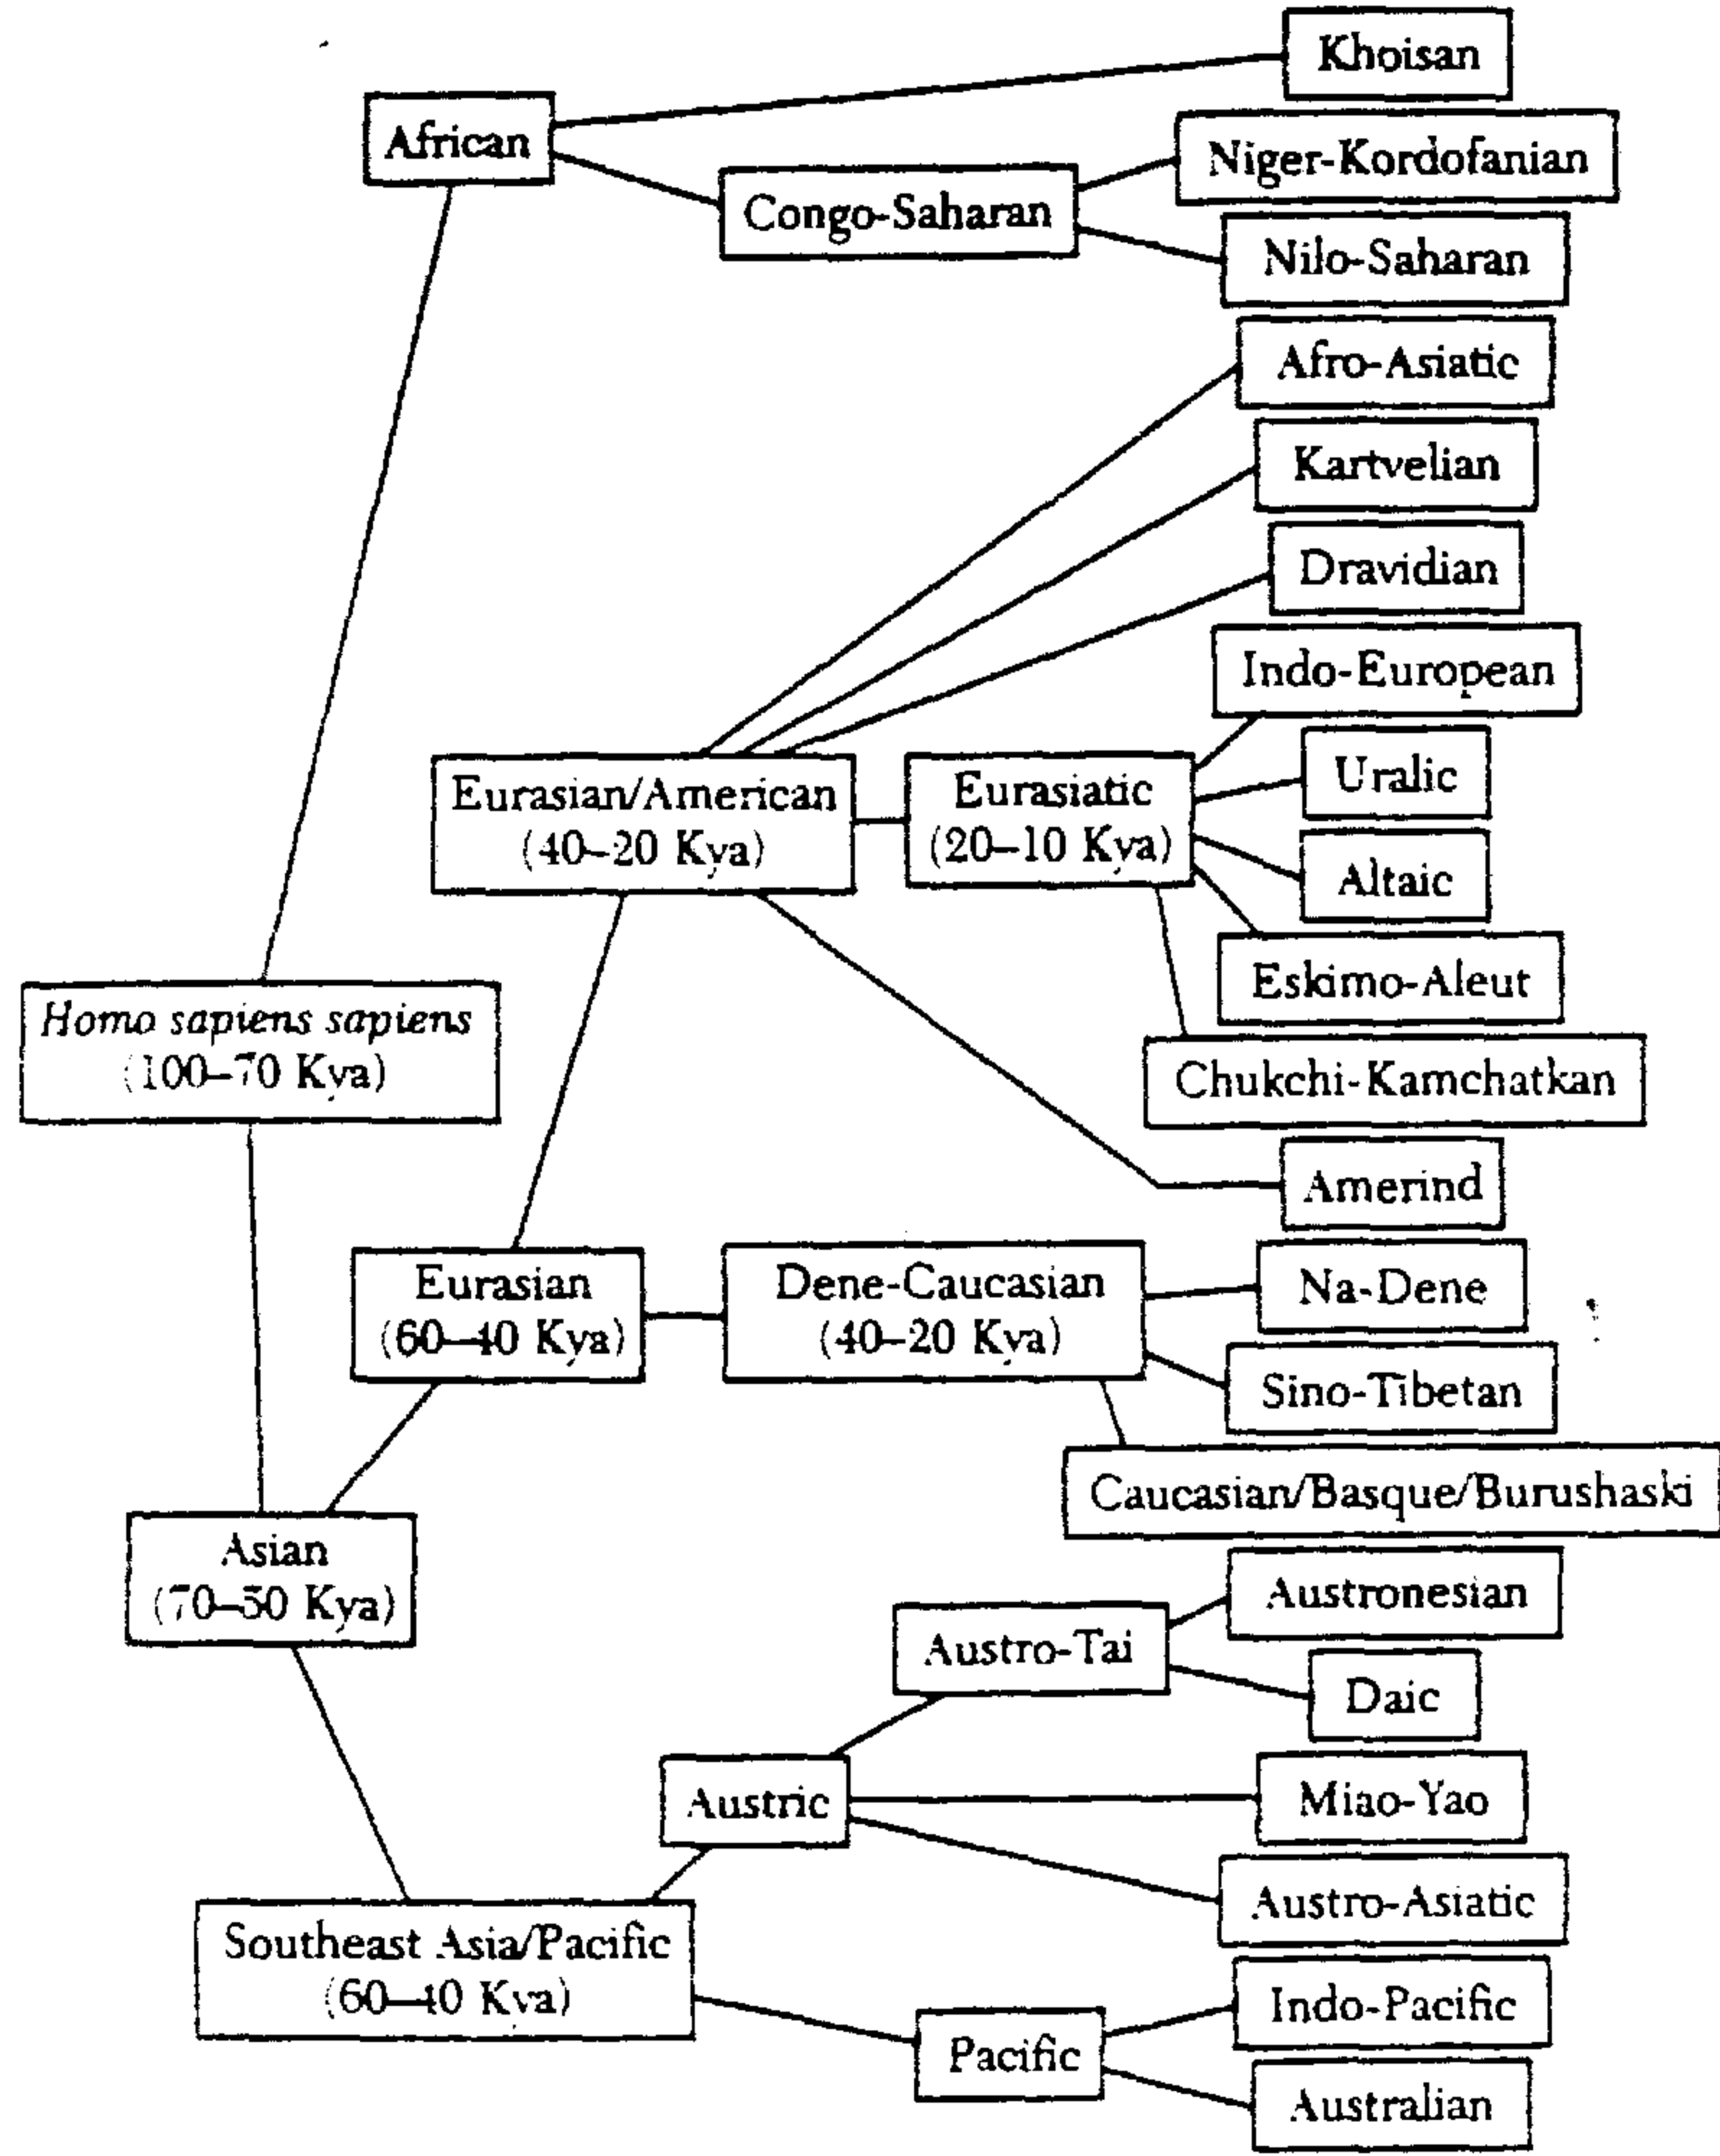 Khoisan
African
Niger-Kordofanian
Congo-Saharan
Nilo-Saharan
Afro-Asiatic
Kartvelian
Dravidian
Indo-European
Uralic
Eurasian/American
(40–20 Kya)
Eurasiatic
(20–10 Kya)
Altaic
Eskimo-Aleut
Homo sapiens sapiens
(100–70 Kya)
Chukchi-Kamchatkan
Amerind
Eurasian
(60–40 Kya)
Dene-Caucasian
(40–20 Kya)
Na-Dene
Sino-Tibetan
Caucasian/Basque/Burushaski
Asian
(70–50 Kya)
Austronesian
Austro-Tai
Daic
Austric
Miao-Yao
Austro-Asiatic
Southeast Asia/Pacific
(60–40 Kya)
Indo-Pacific
Pacific
Australian